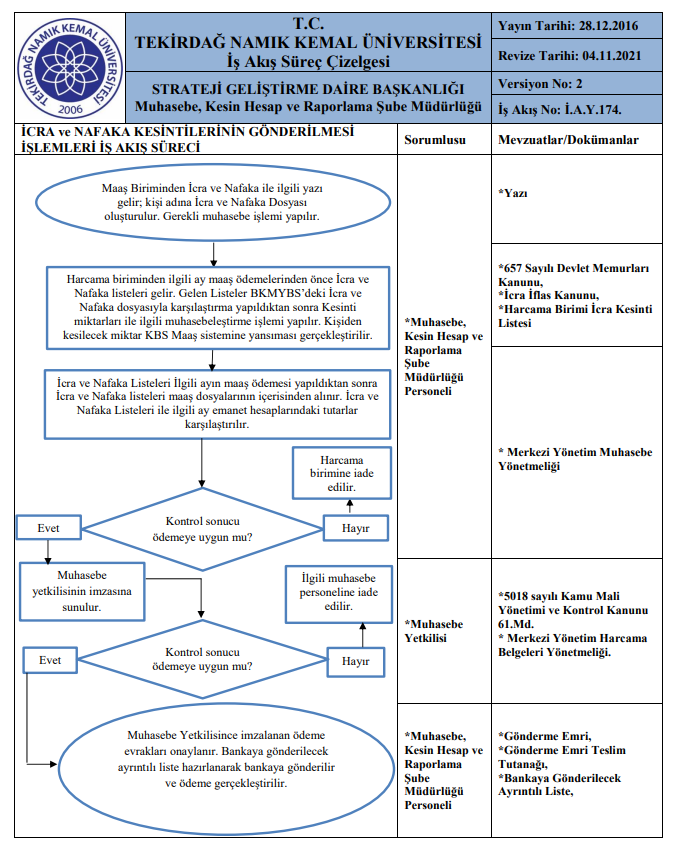 TEKİRDAĞ NAMIK KEMAL ÜNİVERSİTESİ
2006
T.C.
TEKİRDAĞ NAMIK KEMAL ÜNİVERSİTESİ
İş Akış Süreç Çizelgesi
STRATEJİ GELİŞTİRME DAİRE BAŞKANLIĞI
Muhasebe, Kesin Hesap ve Raporlama Şube Müdürlüğü
Yayın Tarihi: 28.12.2016
Revize Tarihi: 04.11.2021
Versiyon No: 2
İş Akış No: İ.A.Y.174.
İCRA ve NAFAKA KESİNTİLERİNİN GÖNDERİLMESİ
İŞLEMLERİ İŞ AKIŞ SÜRECİ
Sorumlusu
Mevzuatlar/Dokümanlar
Maaş Biriminden İcra ve Nafaka ile ilgili yazı
gelir; kişi adına İcra ve Nafaka Dosyası
oluşturulur. Gerekli muhasebe işlemi yapılır.
*Yazı
Harcama biriminden ilgili ay maaş ödemelerinden önce İcra ve
Nafaka listeleri gelir. Gelen Listeler BKMYBS'deki İcra ve
Nafaka dosyasıyla karşılaştırma yapıldıktan sonra Kesinti
miktarları ile ilgili muhasebeleştirme işlemi yapılır. Kişiden
kesilecek miktar KBS Maaş sistemine yansıması gerçekleştirilir.
*657 Sayılı Devlet Memurları
Kanunu,
*İcra İflas Kanunu,
*Harcama Birimi İcra Kesinti
Listesi
*Muhasebe,
Kesin Hesap ve
Raporlama
Şube
Müdürlüğü
Personeli
İcra ve Nafaka Listeleri İlgili ayın maaş ödemesi yapıldıktan sonra
İcra ve Nafaka listeleri maaş dosyalarının içerisinden alınır. İcra ve
Nafaka Listeleri ile ilgili ay emanet hesaplarındaki tutarlar
karşılaştırılır.
* Merkezi Yönetim Muhasebe
Yönetmeliği
Harcama
birimine iade
edilir.
Evet
Kontrol sonucu
ödemeye uygun mu?
Hayır
Muhasebe
yetkilisinin imzasına
sunulur.
İlgili muhasebe
personeline iade
edilir.
*Muhasebe
Yetkilisi
*5018 sayılı Kamu Mali
Yönetimi ve Kontrol Kanunu
61.Md.
* Merkezi Yönetim Harcama
Belgeleri Yönetmeliği.
Evet
Kontrol sonucu
ödemeye uygun mu?
Hayır
Muhasebe Yetkilisince imzalanan ödeme
evrakları onaylanır. Bankaya gönderilecek
ayrıntılı liste hazırlanarak bankaya gönderilir
ve ödeme gerçekleştirilir.
*Muhasebe,
Kesin Hesap ve
Raporlama
Şube
Müdürlüğü
Personeli
*Gönderme Emri,
*Gönderme Emri Teslim
Tutanağı,
*Bankaya Gönderilecek
Ayrıntılı Liste,